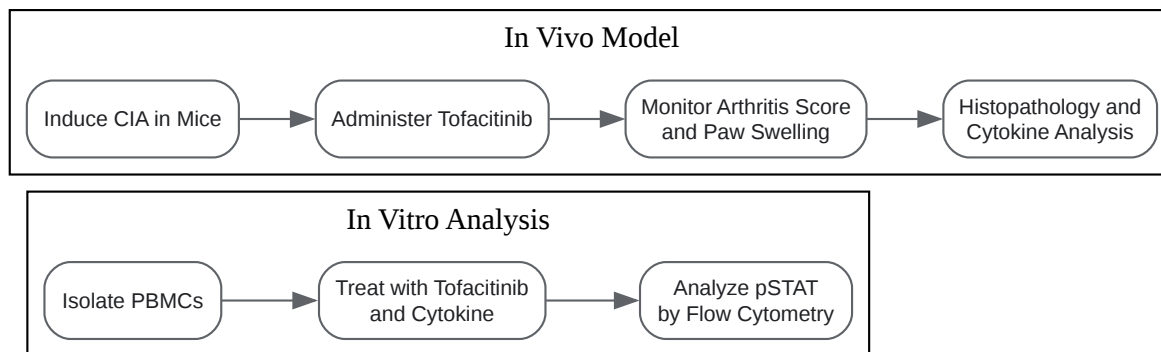 In Vivo Model
Induce CIA in Mice
Administer Tofacitinib
Monitor Arthritis Score
and Paw Swelling
Histopathology and
Cytokine Analysis
In Vitro Analysis
Isolate PBMCs
Treat with Tofacitinib
and Cytokine
Analyze pSTAT
by Flow Cytometry